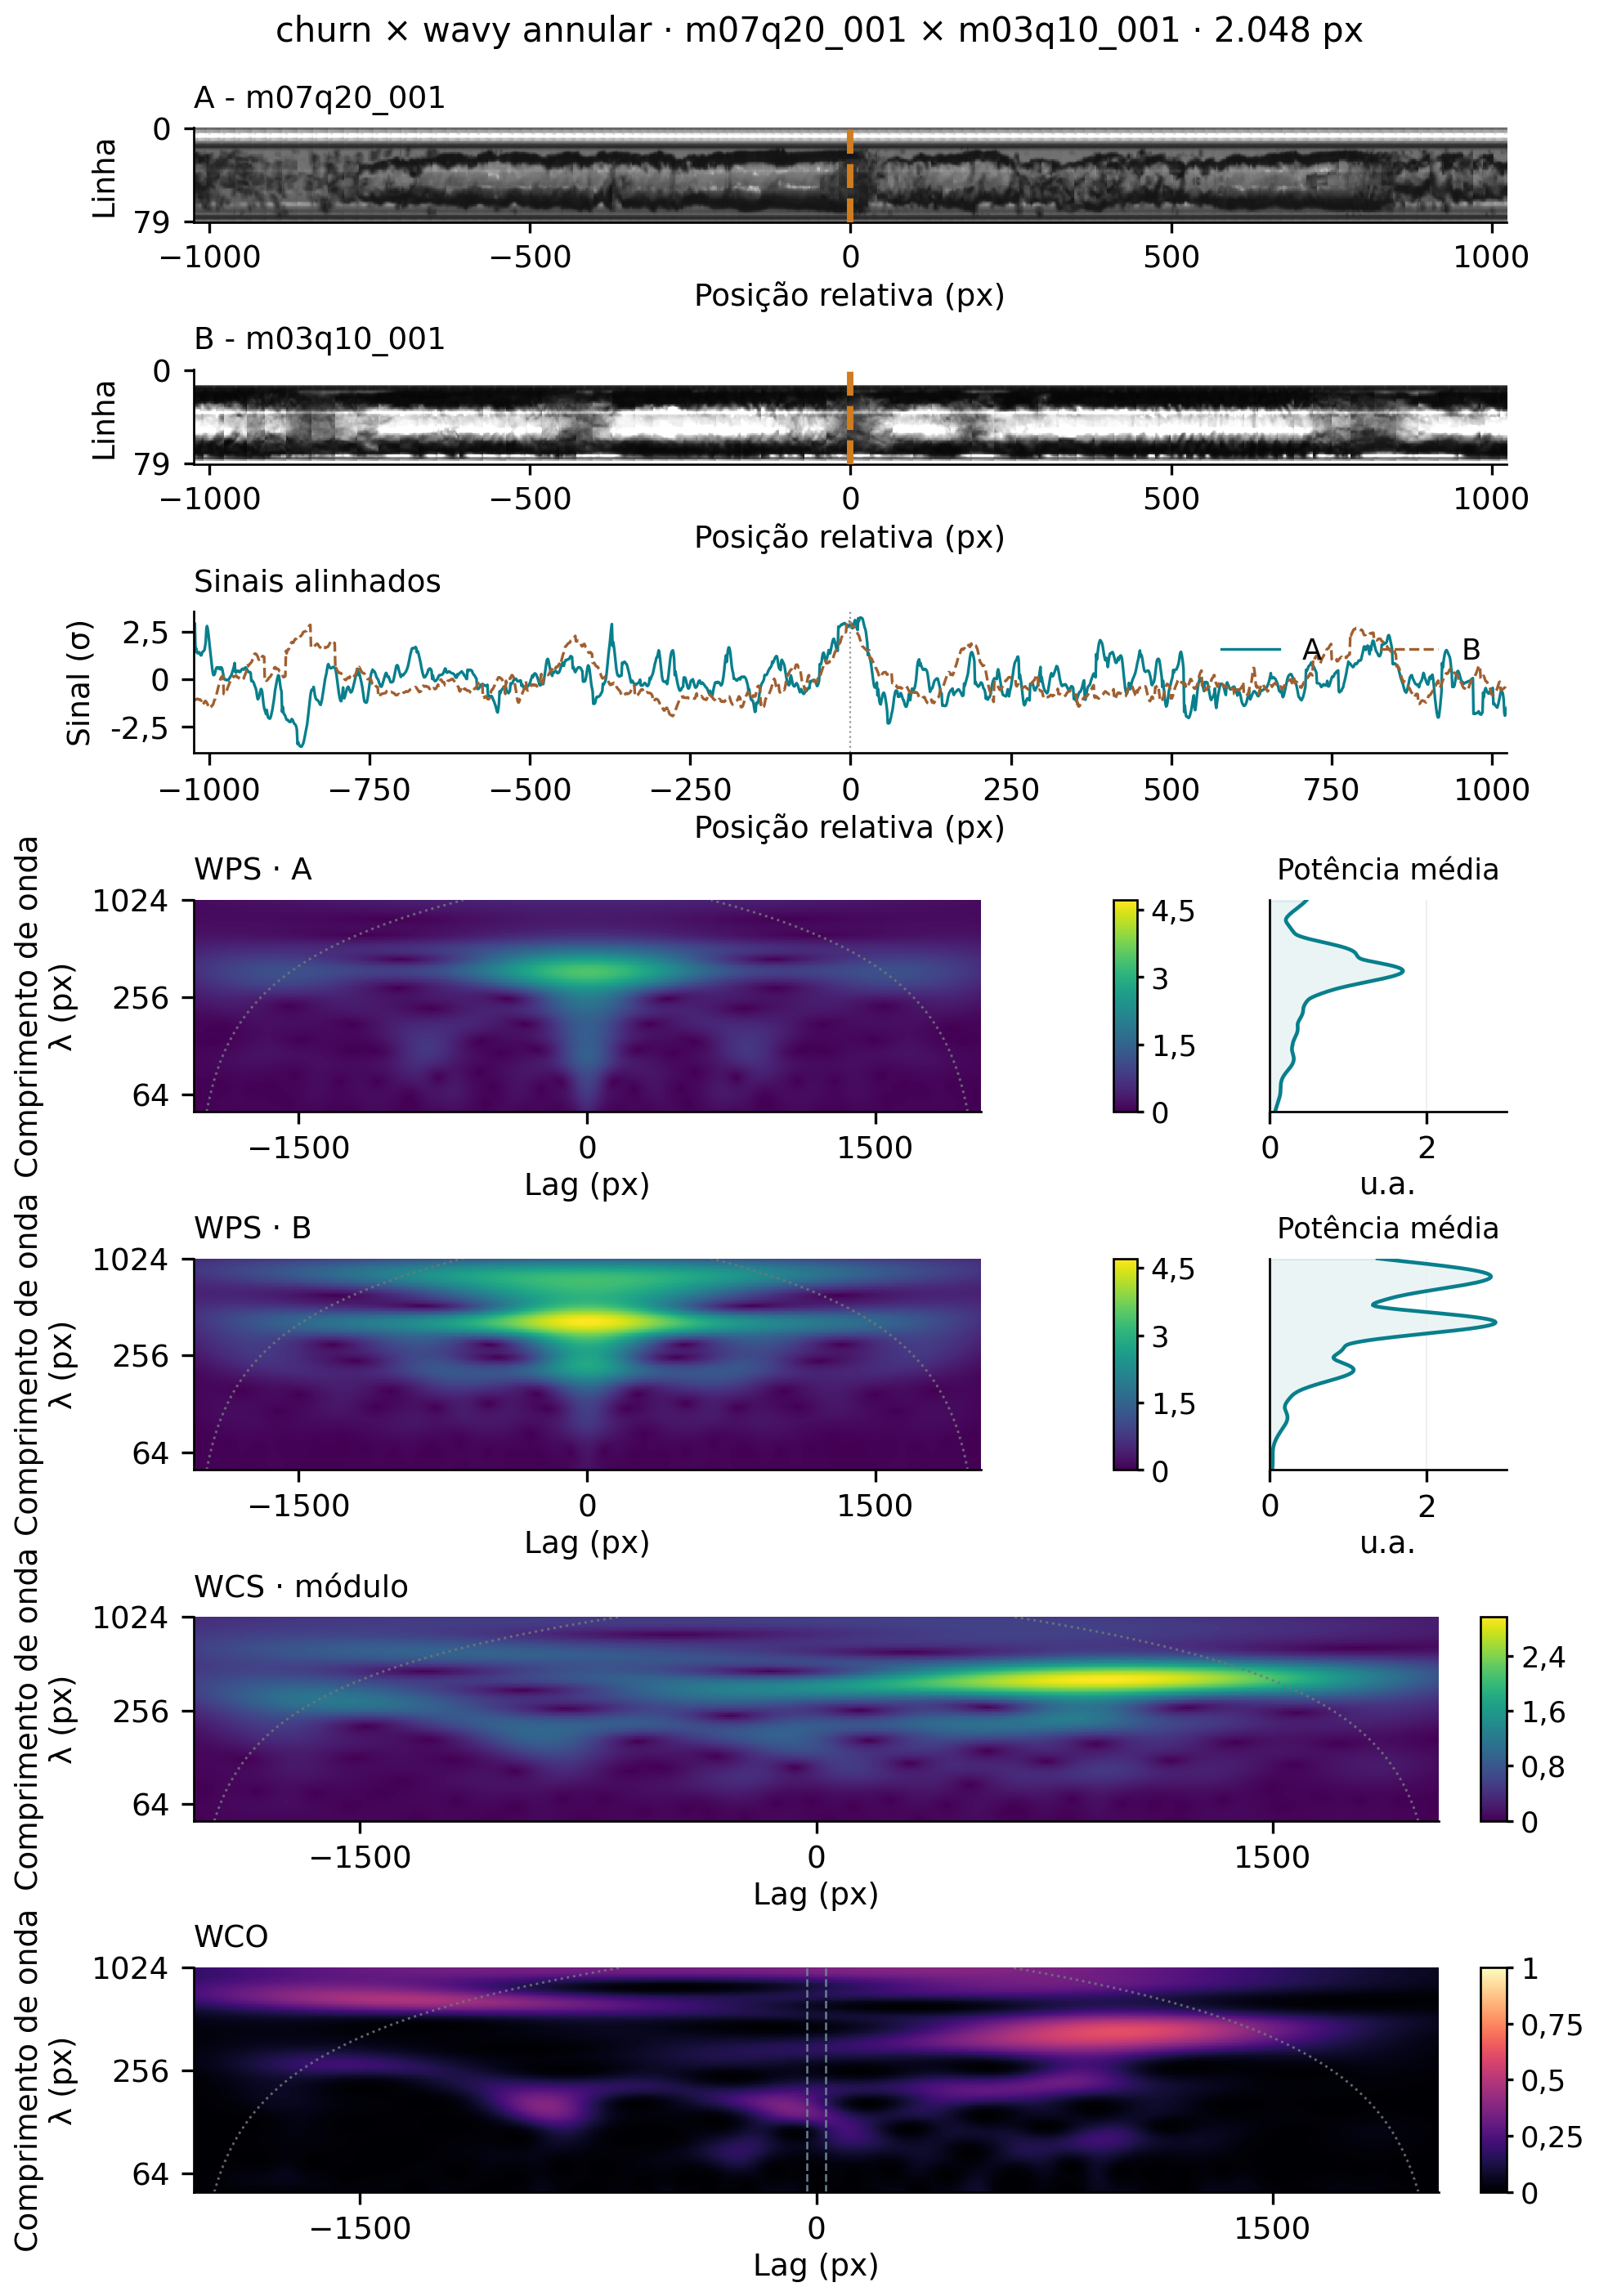 churn × wavy annular · m07q20_001 × m03q10_001 · 2.048 px
A - m07q20_001
Linha
0
79
−1000 −500 0 500 1000
Posição relativa (px)
B - m03q10_001
Linha
0
79
−1000 −500 0 500 1000
Posição relativa (px)
Sinais alinhados
Sinal (σ)
2,5
0
-2,5
A B
−1000 −750 −500 −250 0 250 500 750 1000
Posição relativa (px)
WPS · A
Comprimento de onda
λ (px)
1024
256
64
−1500 0 1500
Lag (px)
4,5
3
1,5
0
Potência média
0 2
u.a.
WPS · B
Comprimento de onda
λ (px)
1024
256
64
−1500 0 1500
Lag (px)
4,5
3
1,5
0
Potência média
0 2
u.a.
WCS · módulo
Comprimento de onda
λ (px)
1024
256
64
−1500 0 1500
Lag (px)
2,4
1,6
0,8
0
WCO
Comprimento de onda
λ (px)
1024
256
64
−1500 0 1500
Lag (px)
1
0,75
0,5
0,25
0